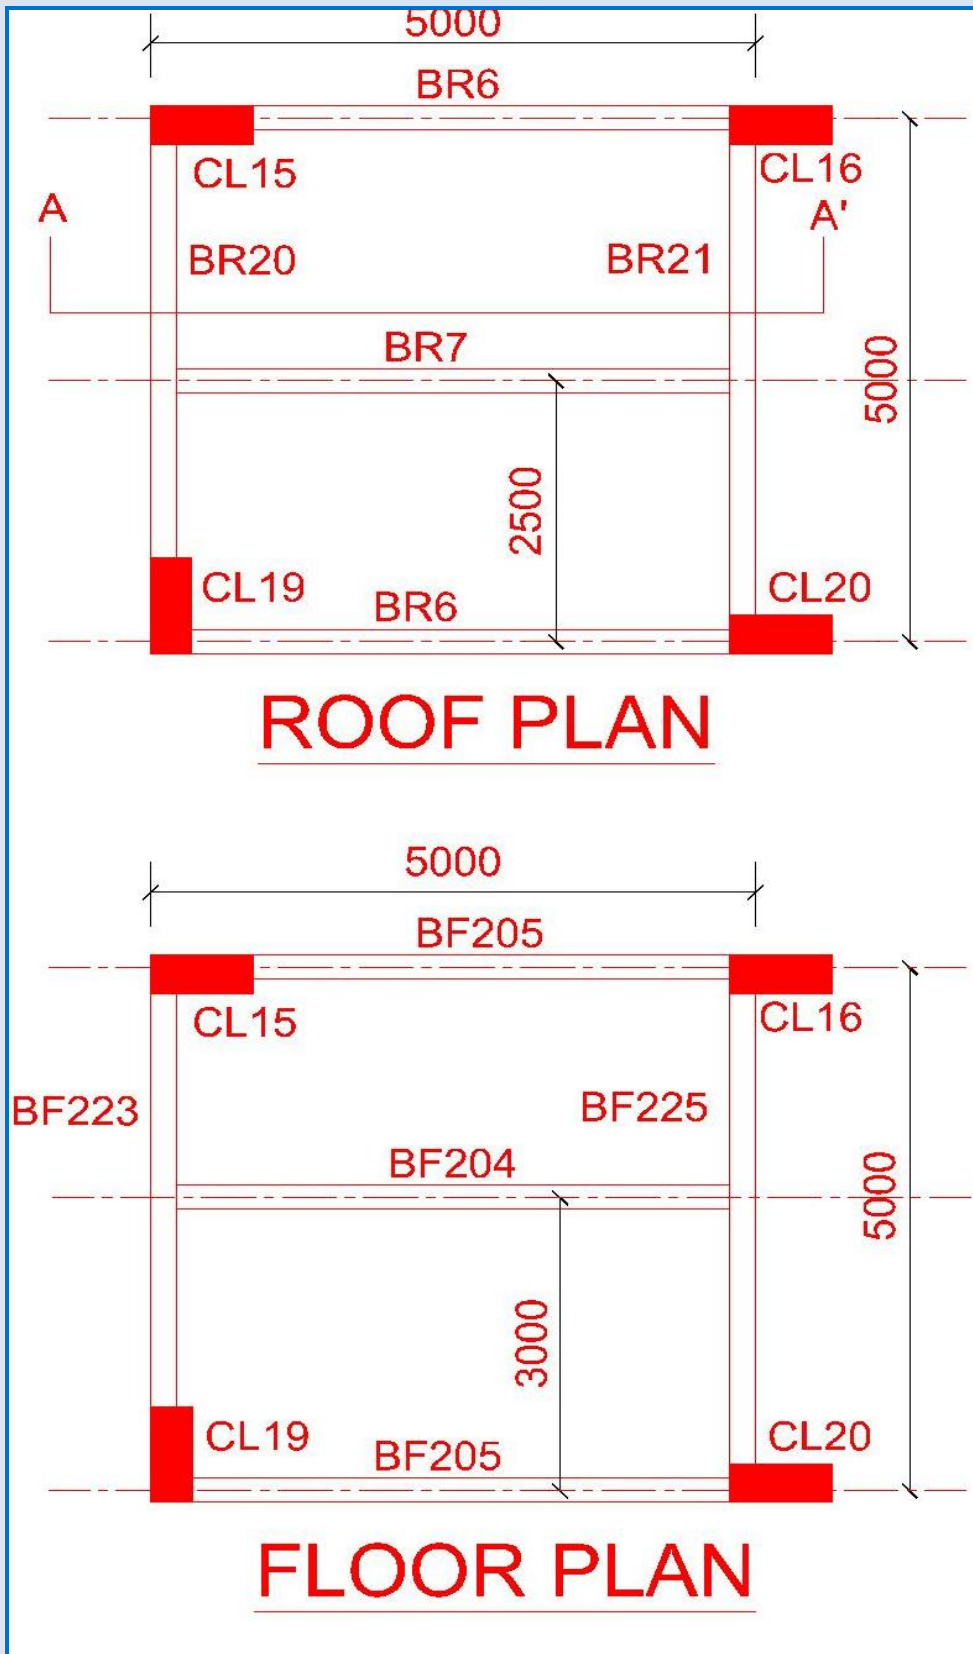 5000
BR6
CL15
CL16
A
A'
BR20
BR21
BR7
5000
2500
CL19
BR6
CL20
ROOF PLAN
5000
BF205
CL15
CL16
BF223
BF225
BF204
5000
3000
CL19
BF205
CL20
FLOOR PLAN